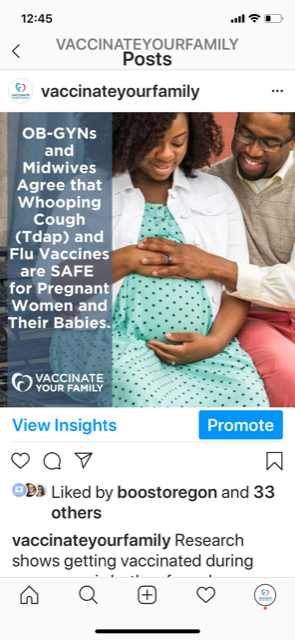 12:45
VACCINATEYOURFAMILY
Posts
vaccinateyourfamily
OB-GYNs
and
Midwives
Agree that
Whooping
Cough
(Tdap) and
Flu Vaccines
are SAFE
for Pregnant
Women and
Their Babies.
VACCINATE
YOUR FAMILY
View Insights
Promote
Liked by boostoregon and 33
others
vaccinateyourfamily Research
shows getting vaccinated during